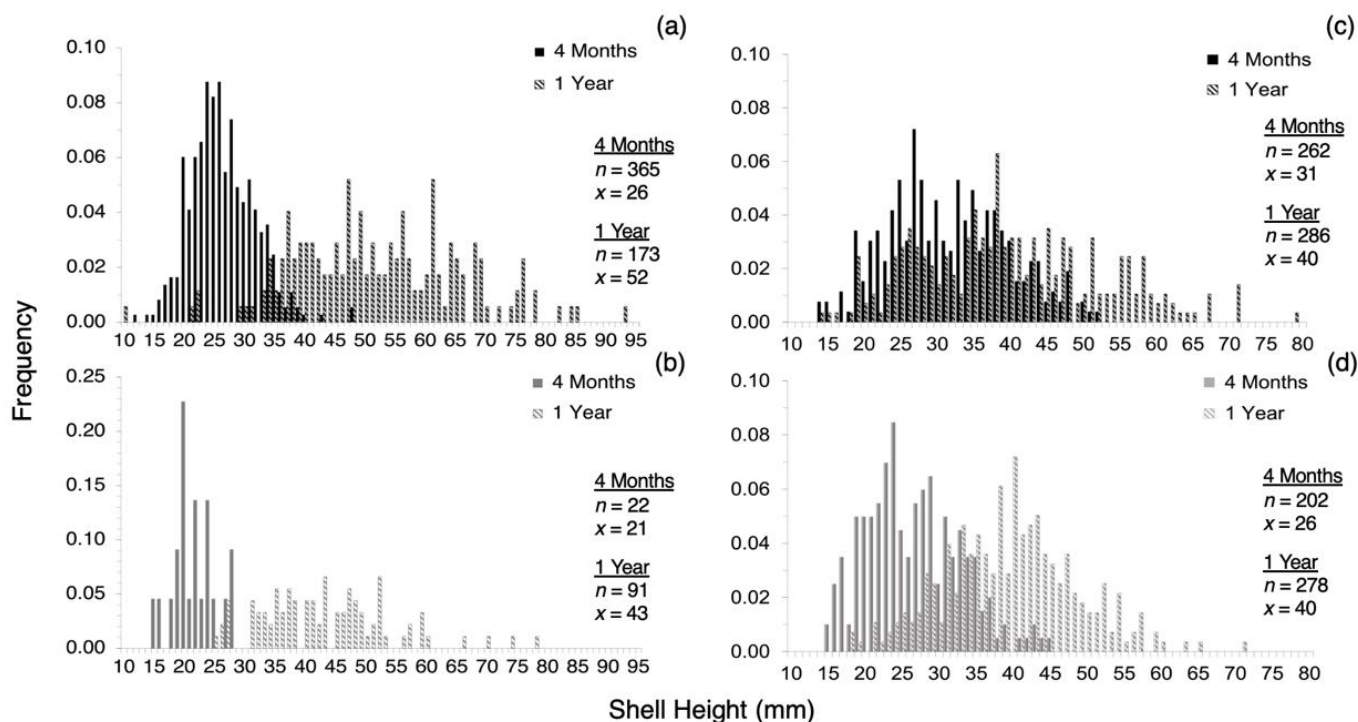 (a)
0.10
0.08
0.06
0.04
0.02
0.00
4 Months
1 Year
4 Months
n = 365
x = 26
1 Year
n = 173
x = 52
10 15 20 25 30 35 40 45 50 55 60 65 70 75 80 85 90 95
(b)
0.25
0.20
0.15
0.10
0.05
0.00
4 Months
1 Year
4 Months
n = 22
x = 21
1 Year
n = 91
x = 43
10 15 20 25 30 35 40 45 50 55 60 65 70 75 80 85 90 95
Frequency
(c)
0.10
0.08
0.06
0.04
0.02
0.00
4 Months
1 Year
4 Months
n = 262
x = 31
1 Year
n = 286
x = 40
10 15 20 25 30 35 40 45 50 55 60 65 70 75 80
(d)
0.10
0.08
0.06
0.04
0.02
0.00
4 Months
1 Year
4 Months
n = 202
x = 26
1 Year
n = 278
x = 40
10 15 20 25 30 35 40 45 50 55 60 65 70 75 80
Shell Height (mm)